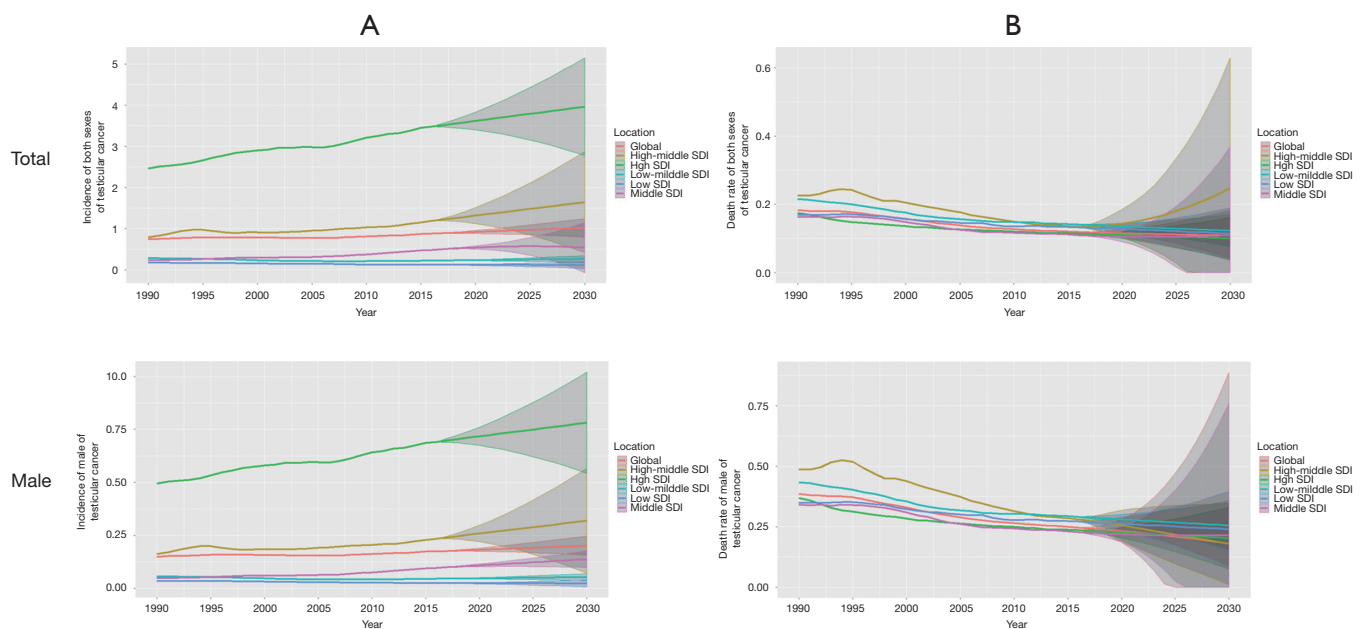 A
B
Total
Incidence of both sexes
of testicular cancer
5
4
3
2
1
0
1990 1995 2000 2005 2010 2015 2020 2025 2030
Year
Location
Global
High-middle SDI
Hgh SDI
Low-milddle SDI
Low SDI
Middle SDI
Death rate of both sexes
of testicular cancer
0.6
0.4
0.2
0.0
1990 1995 2000 2005 2010 2015 2020 2025 2030
Year
Location
Global
High-middle SDI
Hgh SDI
Low-milddle SDI
Low SDI
Middle SDI
Male
Incidence of male of
testicular cancer
10.0
0.75
0.50
0.25
0.00
1990 1995 2000 2005 2010 2015 2020 2025 2030
Year
Location
Global
High-middle SDI
Hgh SDI
Low-milddle SDI
Low SDI
Middle SDI
Death rate of male of
testicular cancer
0.75
0.50
0.25
0.00
1990 1995 2000 2005 2010 2015 2020 2025 2030
Year
Location
Global
High-middle SDI
Hgh SDI
Low-milddle SDI
Low SDI
Middle SDI